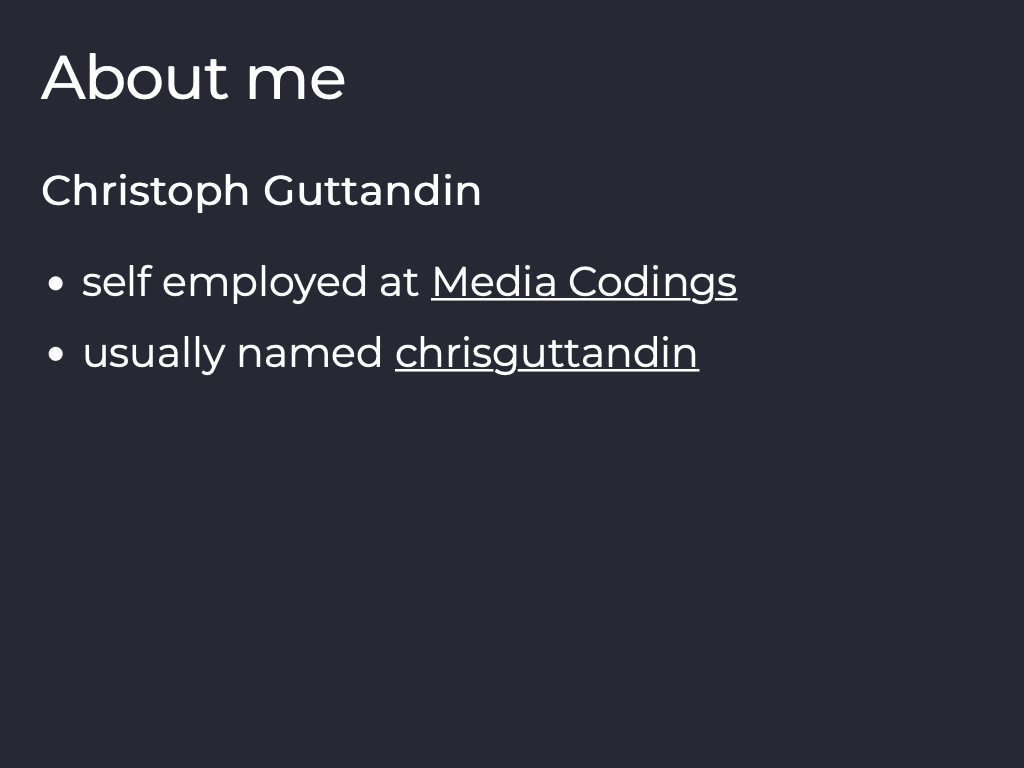 About me
Christoph Guttandin
• self employed at Media Codings
• usually named chrisguttandin